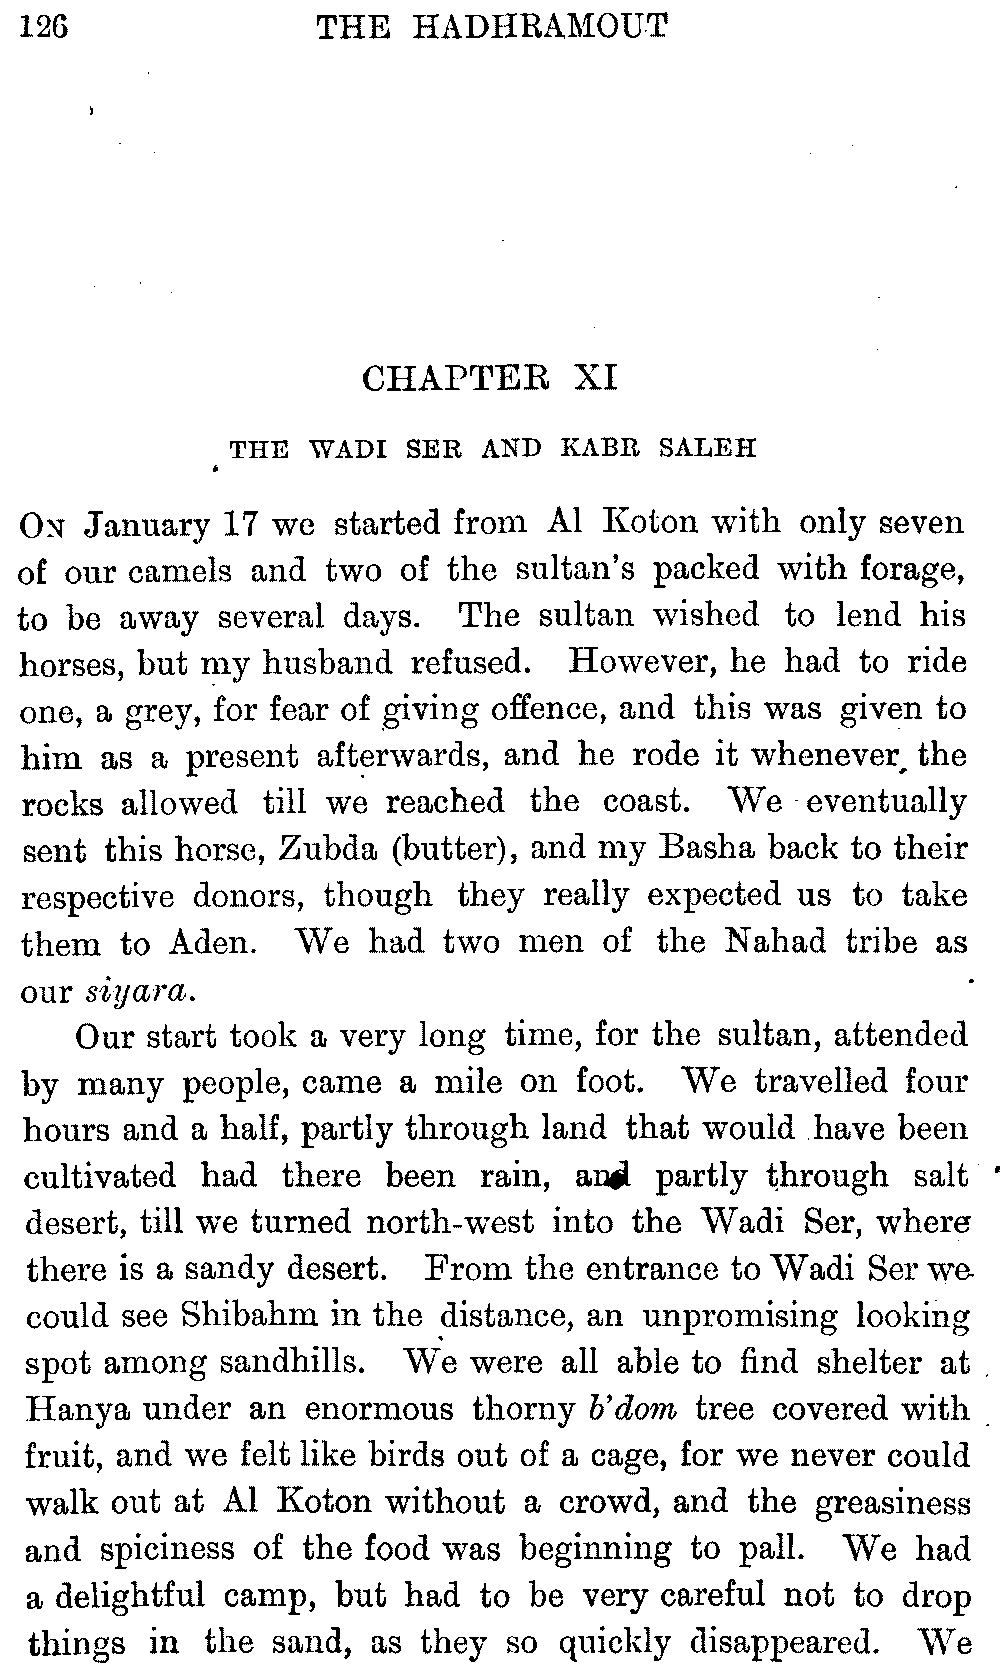 126 THE HADHRAMOUT
CHAPTER XI
THE WADI SER AND KABR SALEH
ON January 17 we started from Al Koton with only seven
of our camels and two of the sultan's packed with forage,
to be away several days. The sultan wished to lend his
horses, but my husband refused. However, he had to ride
one, a grey, for fear of giving offence, and this was given to
him as a present afterwards, and he rode it whenever the
rocks allowed till we reached the coast. We eventually
sent this horse, Zubda (butter), and my Basha back to their
respective donors, though they really expected us to take
them to Aden. We had two men of the Nahad tribe as
our siyara.
Our start took a very long time, for the sultan, attended
by many people, came a mile on foot. We travelled four
hours and a half, partly through land that would have been
cultivated had there been rain, and partly through salt
desert, till we turned north-west into the Wadi Ser, where
there is a sandy desert. From the entrance to Wadi Ser we
could see Shibahm in the distance, an unpromising looking
spot among sandhills. We were all able to find shelter at
Hanya under an enormous thorny b'dom tree covered with
fruit, and we felt like birds out of a cage, for we never could
walk out at Al Koton without a crowd, and the greasiness
and spiciness of the food was beginning to pall. We had
a delightful camp, but had to be very careful not to drop
things in the sand, as they so quickly disappeared. We